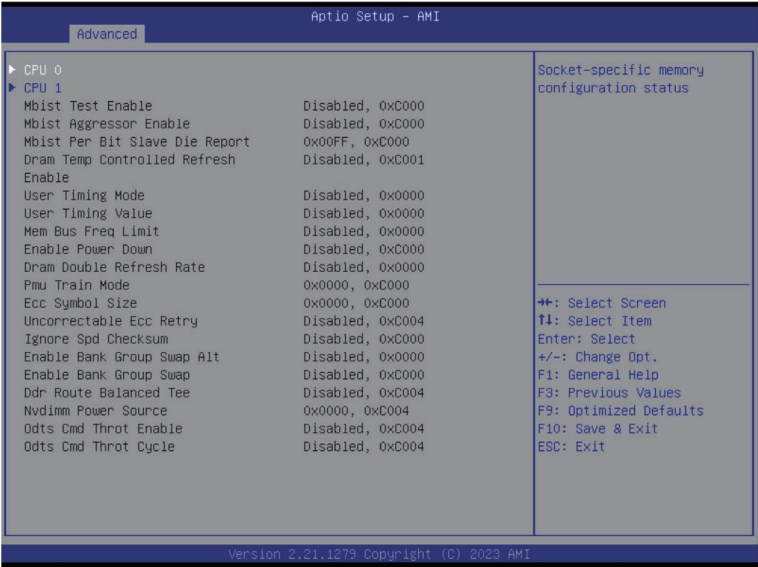 Aptio Setup – AMI
Advanced
CPU 0
CPU 1
Mbist Test Enable Disabled, 0xC000
Mbist Aggressor Enable Disabled, 0xC000
Mbist Per Bit Slave Die Report 0x00FF, 0xC000
Dram Temp Controlled Refresh Disabled, 0xC001
Enable
User Timing Mode Disabled, 0x0000
User Timing Value Disabled, 0x0000
Mem Bus Freq Limit Disabled, 0x0000
Enable Power Down Disabled, 0xC000
Dram Double Refresh Rate Disabled, 0x0000
Pmu Train Mode 0x0000, 0xC000
Ecc Symbol Size 0x0000, 0xC000
Uncorrectable Ecc Retry Disabled, 0xC004
Ignore Spd Checksum Disabled, 0xC000
Enable Bank Group Swap Alt Disabled, 0x0000
Enable Bank Group Swap Disabled, 0xC000
Ddr Route Balanced Tee Disabled, 0xC004
Nvdimm Power Source 0x0000, 0xC004
Odts Cmd Throt Enable Disabled, 0xC004
Odts Cmd Throt Cycle Disabled, 0xC004
Socket-specific memory
configuration status
→←: Select Screen
↑↓: Select Item
Enter: Select
+/-: Change Opt.
F1: General Help
F3: Previous Values
F9: Optimized Defaults
F10: Save & Exit
ESC: Exit
Version 2.21.1279 Copyright (C) 2023 AMI